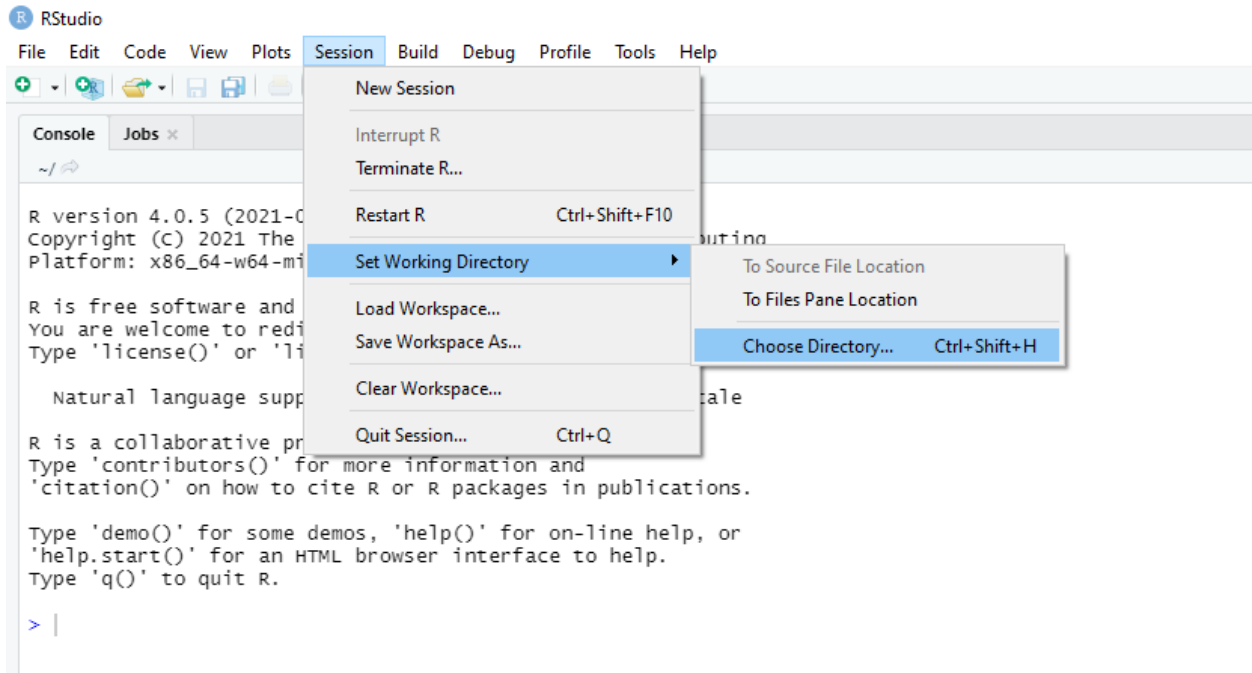 RStudio
File Edit Code View Plots Session Build Debug Profile Tools Help
New Session
Interrupt R
Terminate R...
Restart R Ctrl+Shift+F10
Set Working Directory
Load Workspace...
Save Workspace As...
Clear Workspace...
Quit Session... Ctrl+Q
To Source File Location
To Files Pane Location
Choose Directory... Ctrl+Shift+H
Console Jobs
~/
R version 4.0.5 (2021-0
Copyright (C) 2021 The
Platform: x86_64-w64-mi
R is free software and
You are welcome to redi
Type 'license()' or 'li
Natural language supp
R is a collaborative pr
Type 'contributors()' for more information and
'citation()' on how to cite R or R packages in publications.
Type 'demo()' for some demos, 'help()' for on-line help, or
'help.start()' for an HTML browser interface to help.
Type 'q()' to quit R.
>